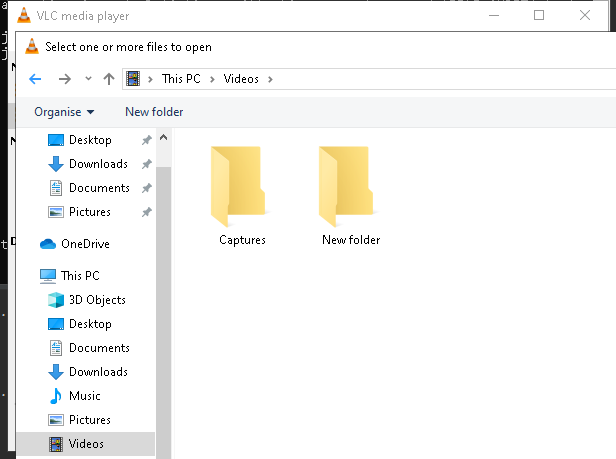 VLC media player
Select one or more files to open
This PC
Videos
Organise
New folder
Desktop
Downloads
Documents
Pictures
OneDrive
This PC
3D Objects
Desktop
Documents
Downloads
Music
Pictures
Videos
Captures
New folder